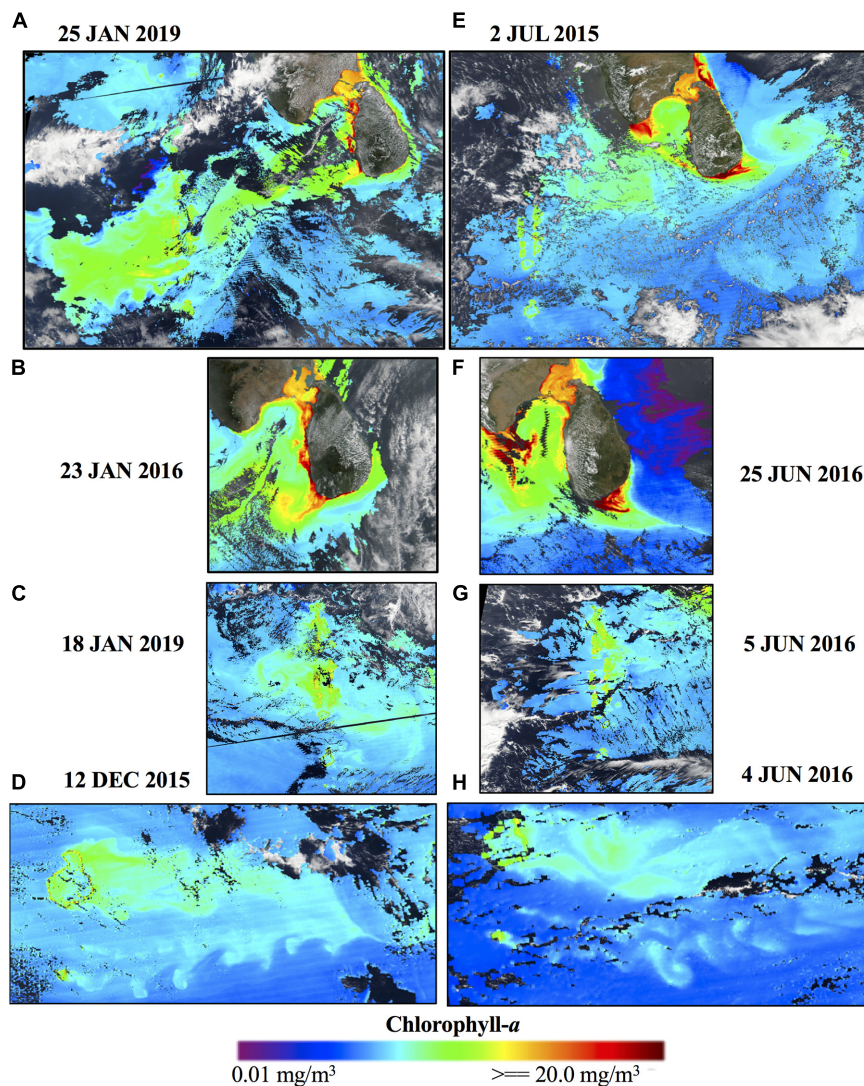 A
25 JAN 2019
E
2 JUL 2015
B
23 JAN 2016
F
25 JUN 2016
C
18 JAN 2019
G
5 JUN 2016
D
12 DEC 2015
H
4 JUN 2016
Chlorophyll-a
0.01 mg/m³
>== 20.0 mg/m³